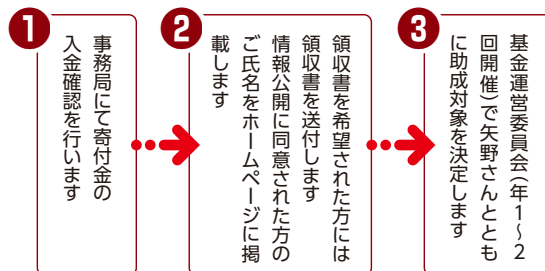 1
事務局にて寄付金の
入金確認を行います
2
領収書を希望された方には
領収書を送付します
情報公開に同意された方の
ご氏名をホームページに掲
載します
3
基金運営委員会(年1~2
回開催)で矢野さんととも
に助成対象を決定します